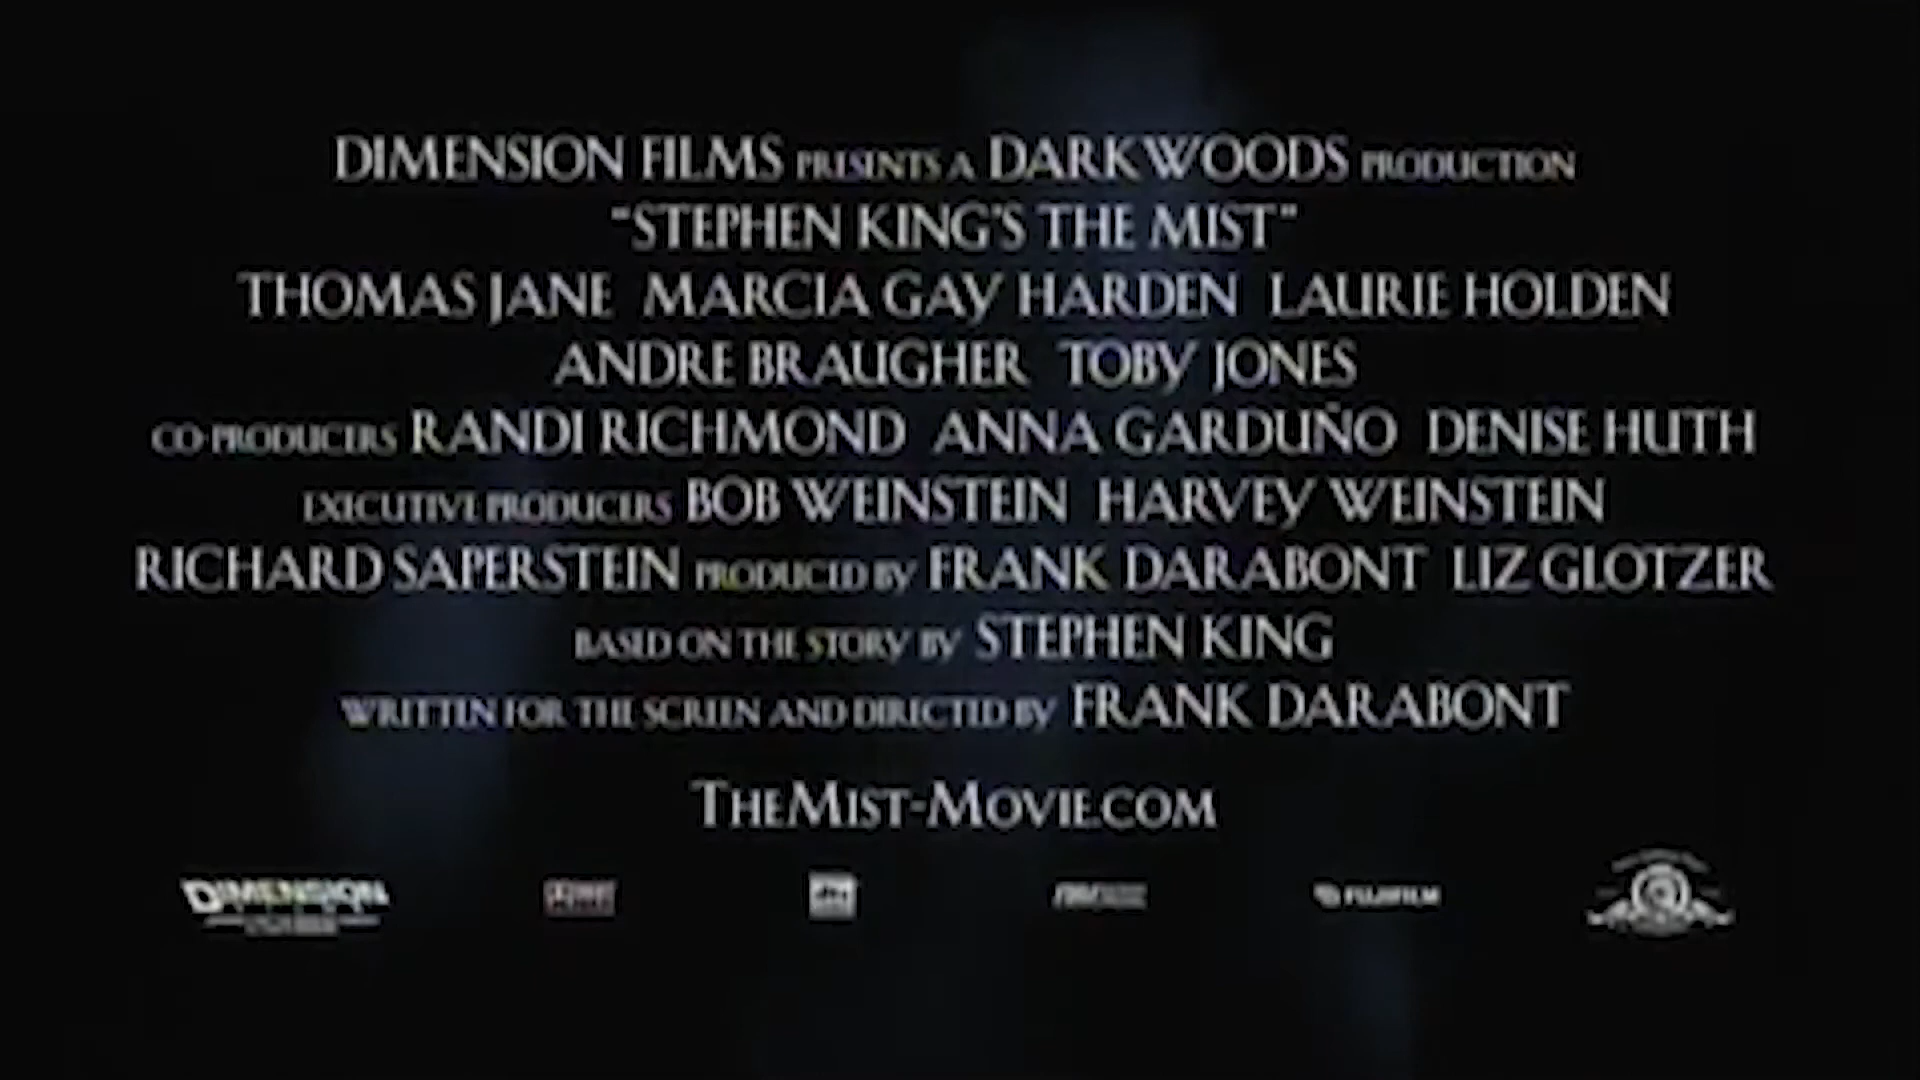 DIMENSION FILMS PRESENTS A DARKWOODS PRODUCTION
"STEPHEN KING'S THE MIST"
THOMAS JANE MARCIA GAY HARDEN LAURIE HOLDEN
ANDRE BRAUGHER TOBY JONES
CO-PRODUCERS RANDI RICHMOND ANNA GARDUÑO DENISE HUTH
EXECUTIVE PRODUCERS BOB WEINSTEIN HARVEY WEINSTEIN
RICHARD SAPERSTEIN PRODUCED BY FRANK DARABONT LIZ GLOTZER
BASED ON THE STORY BY STEPHEN KING
WRITTEN FOR THE SCREEN AND DIRECTED BY FRANK DARABONT
THEMIST-MOVIE.COM
DIMENSION dts FUJIFILM